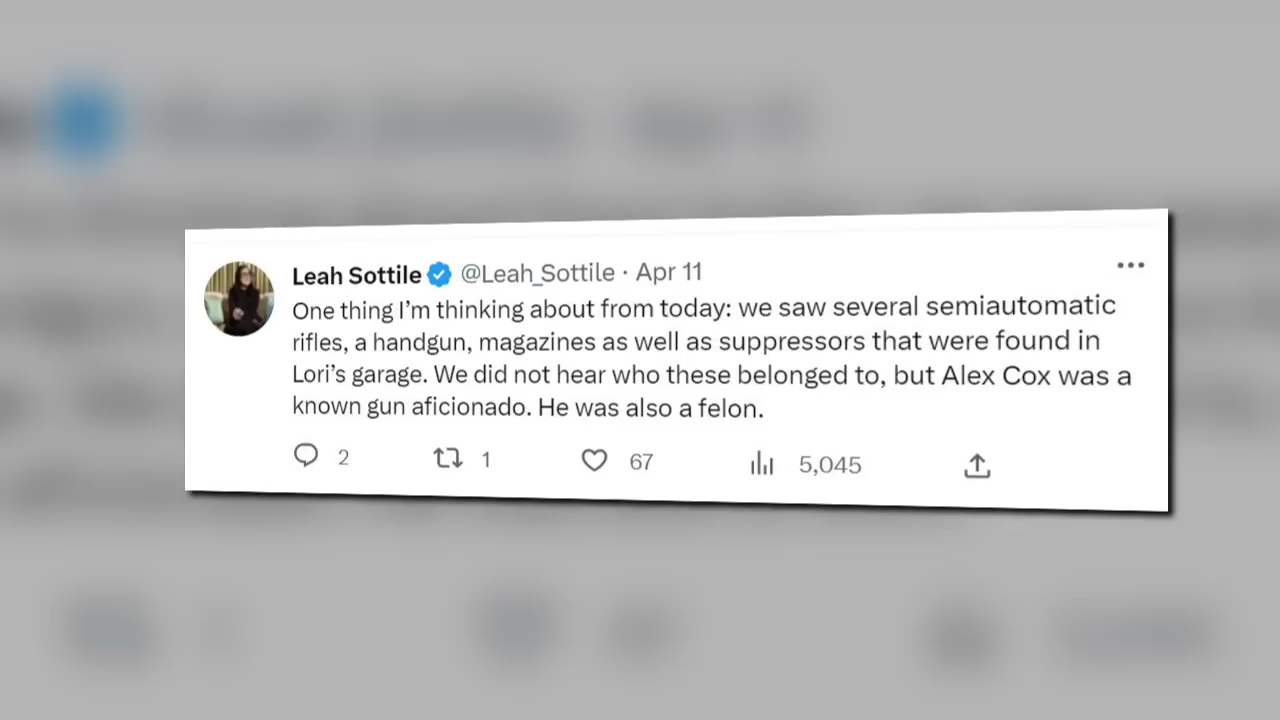 Leah Sottile @Leah_Sottile · Apr 11
One thing I’m thinking about from today: we saw several semiautomatic
rifles, a handgun, magazines as well as suppressors that were found in
Lori’s garage. We did not hear who these belonged to, but Alex Cox was a
known gun aficionado. He was also a felon.
2 1 67 5,045